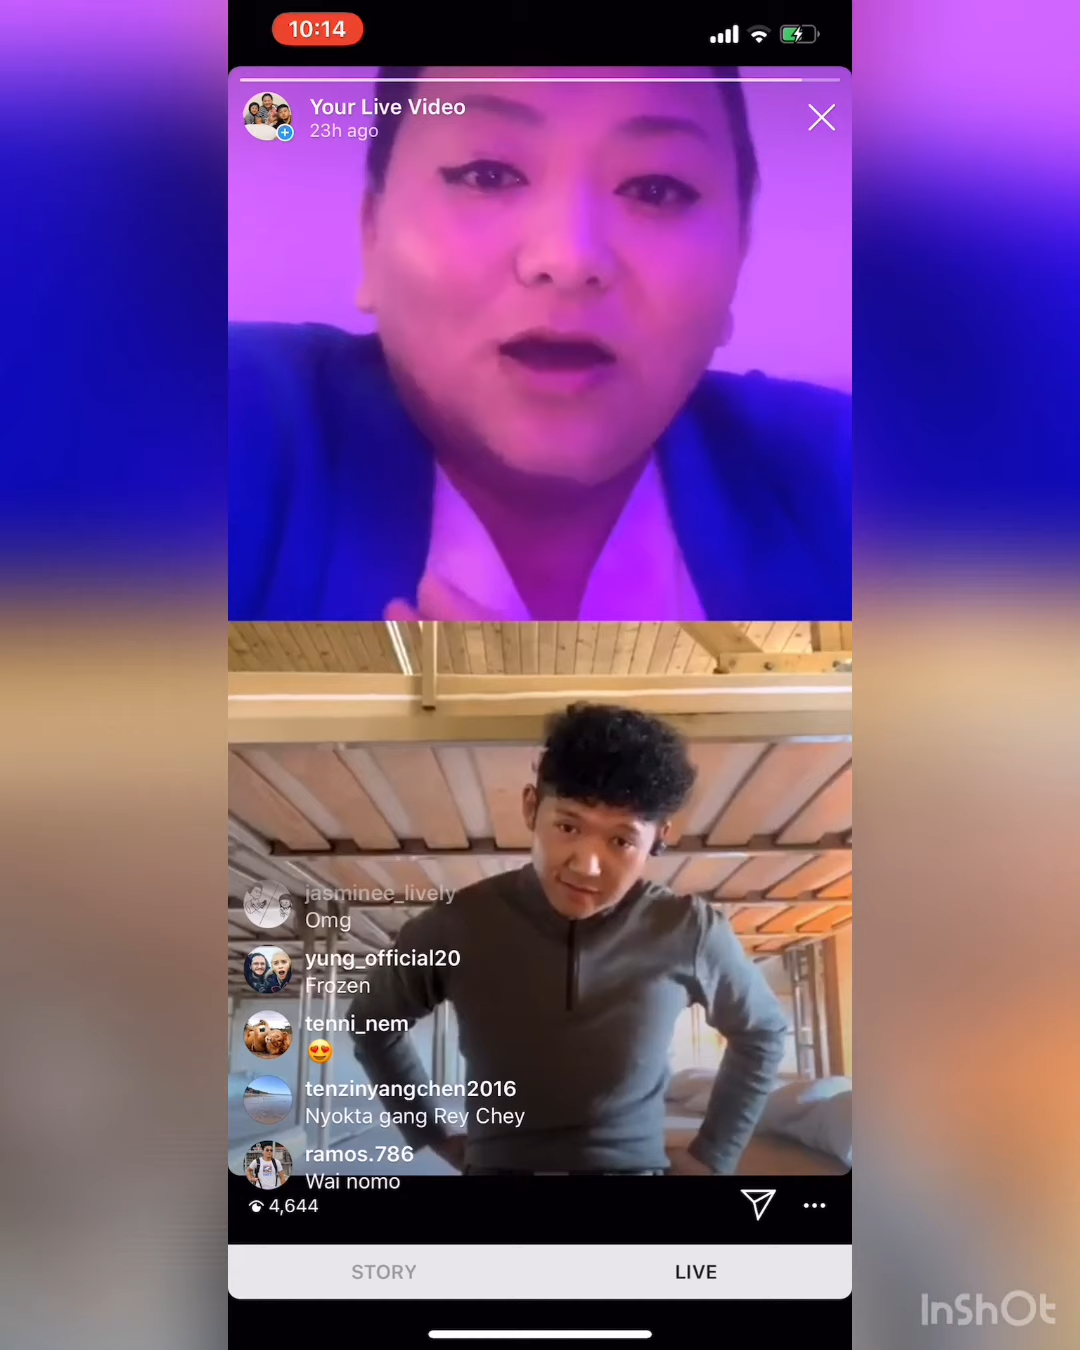 10:14
Your Live Video
23h ago
jasminee_lively
Omg
yung_official20
Frozen
tenni_nem
😍
tenzinyangchen2016
Nyokta gang Rey Chey
ramos.786
Wai nomo
4,644
STORY
LIVE
InShOt